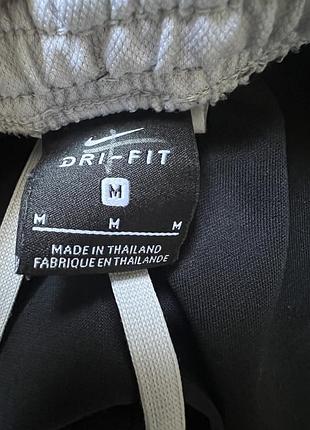 DRI-FIT
M
M M M
MADE IN THAILAND
FABRIQUE EN THAILANDE